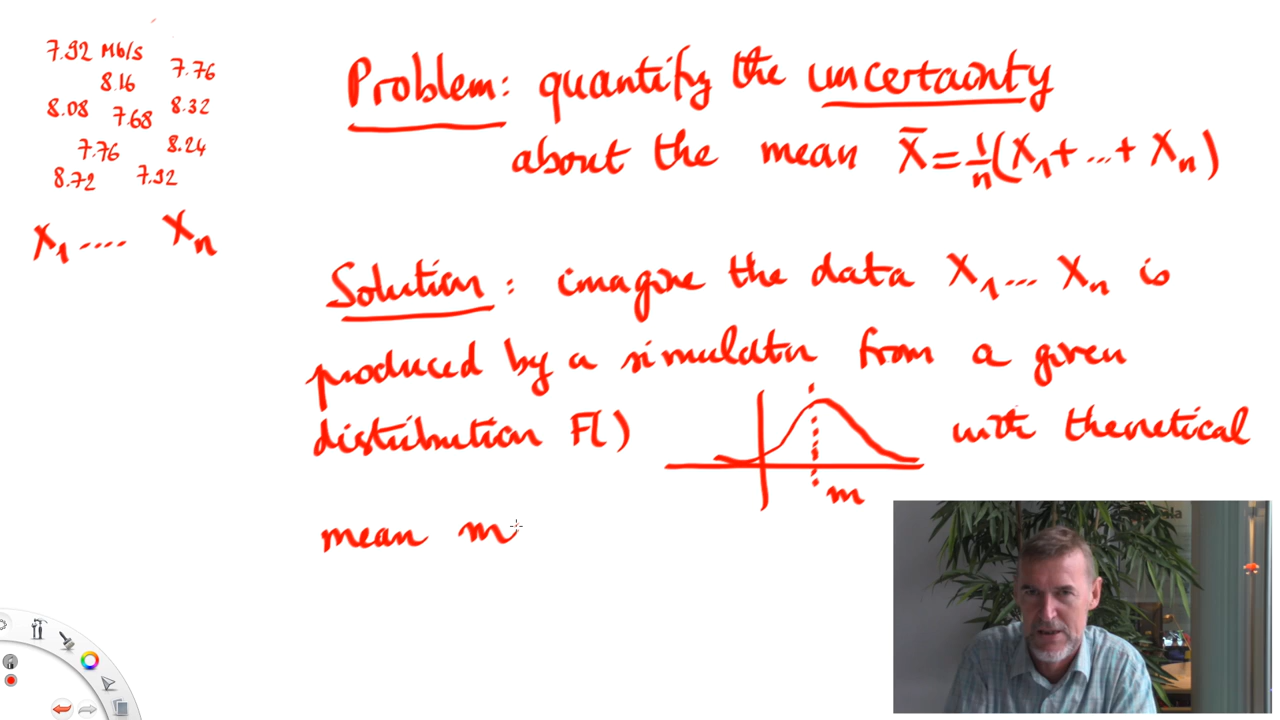 7.92 Mb/s
8.16 7.76
8.08 7.68 8.32
7.76 8.24
8.72 7.92
X₁ .... Xₙ
Problem: quantify the uncertainty
about the mean X̄ = 1/n (X₁ + ... + Xₙ)
Solution: imagine the data X₁... Xₙ is
produced by a simulator from a given
distribution F( ) with theoretical
m
mean m